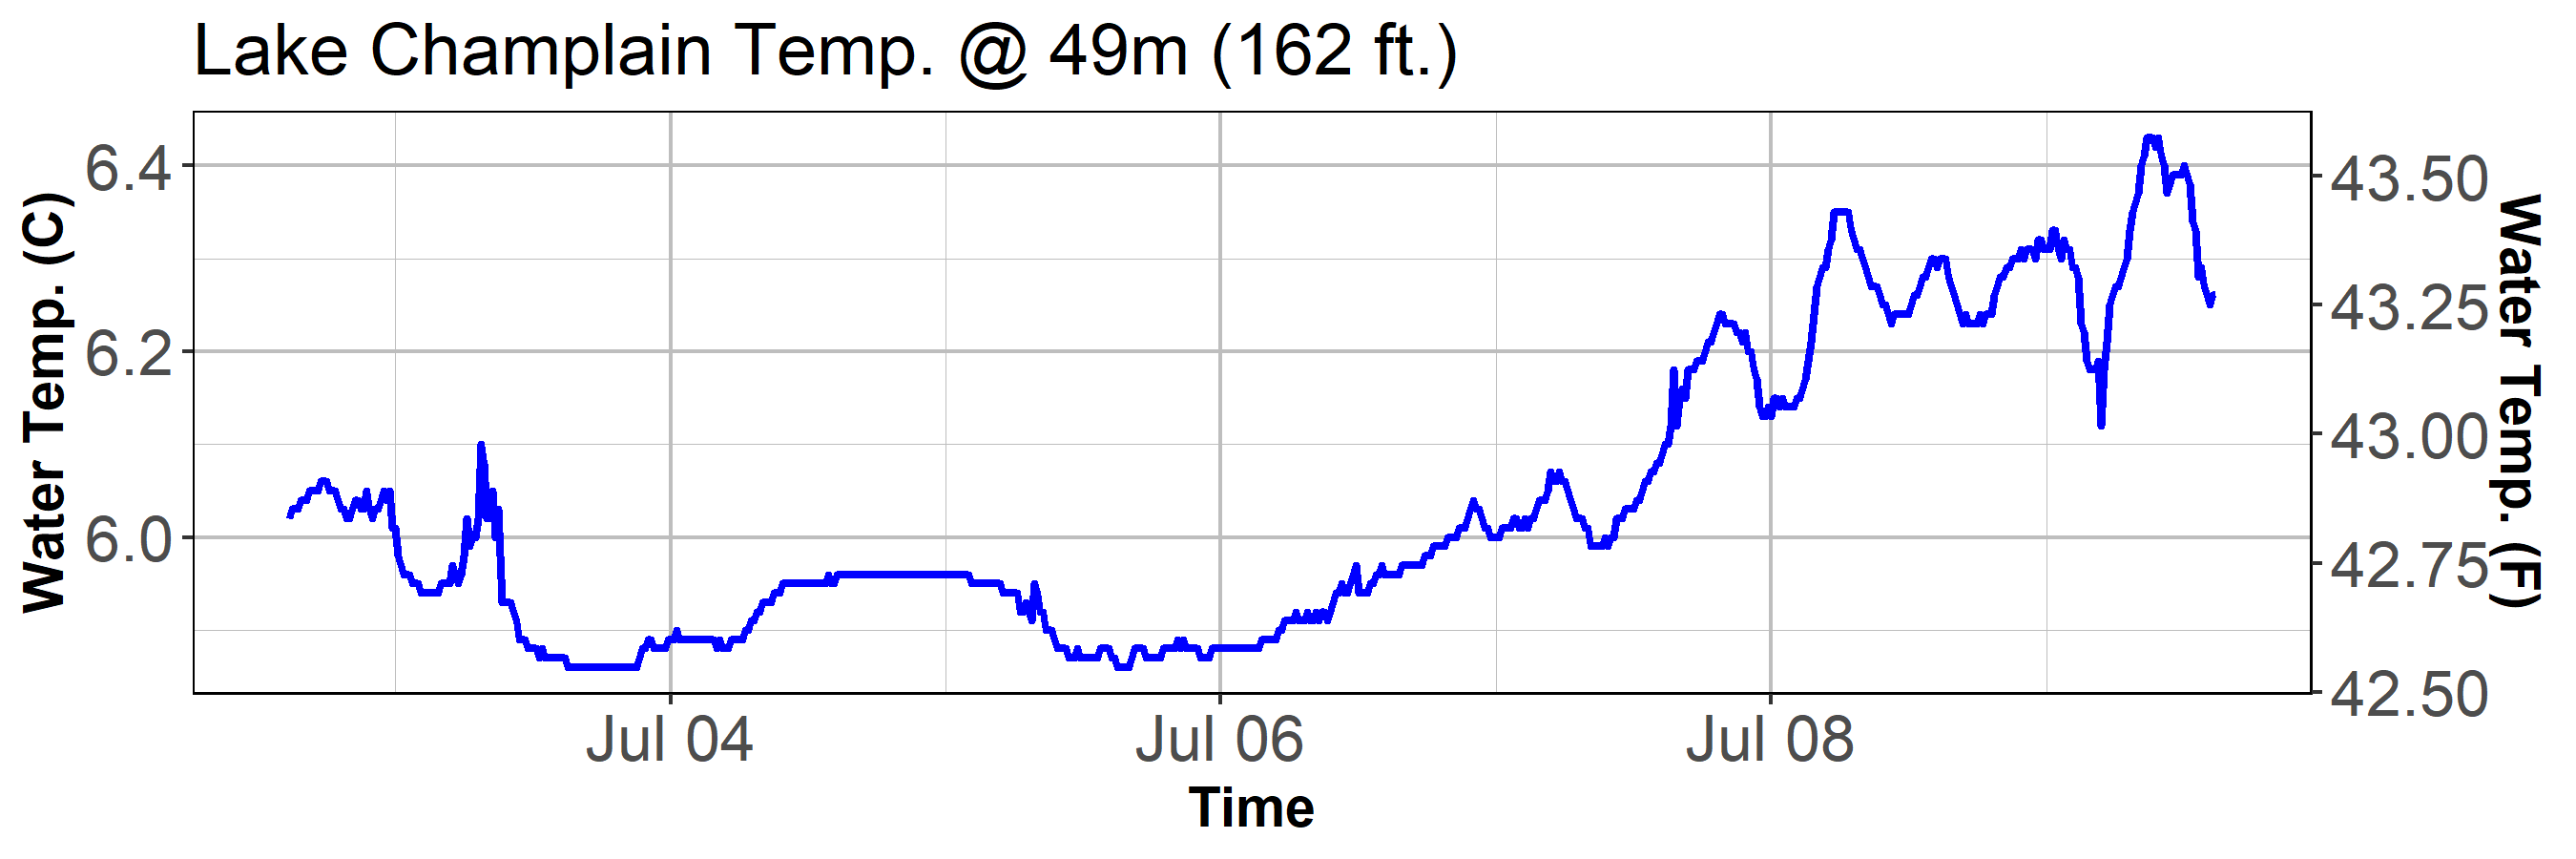 Lake Champlain Temp. @ 49m (162 ft.)
Water Temp. (C)
6.4
6.2
6.0
43.50
43.25
43.00
42.75
42.50
Water Temp. (F)
Jul 04
Jul 06
Jul 08
Time